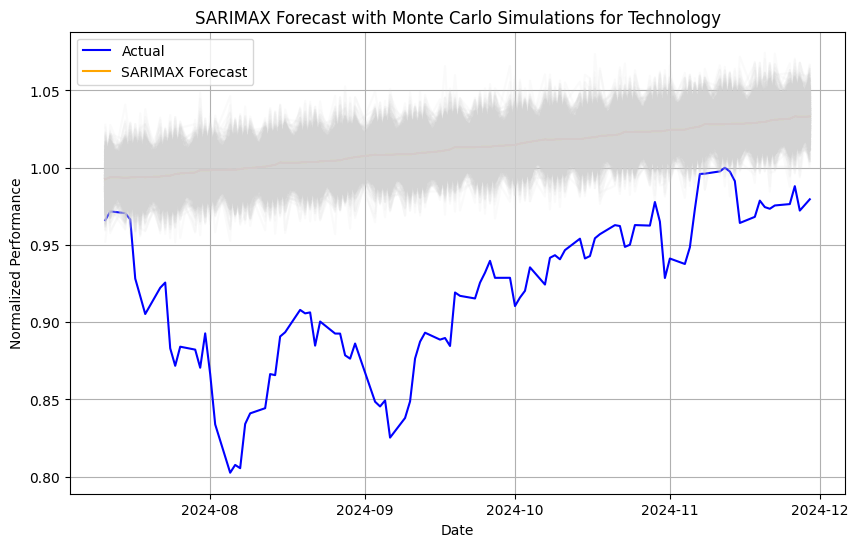 SARIMAX Forecast with Monte Carlo Simulations for Technology
Actual
SARIMAX Forecast
Normalized Performance
1.05
1.00
0.95
0.90
0.85
0.80
2024-08
2024-09
2024-10
2024-11
2024-12
Date